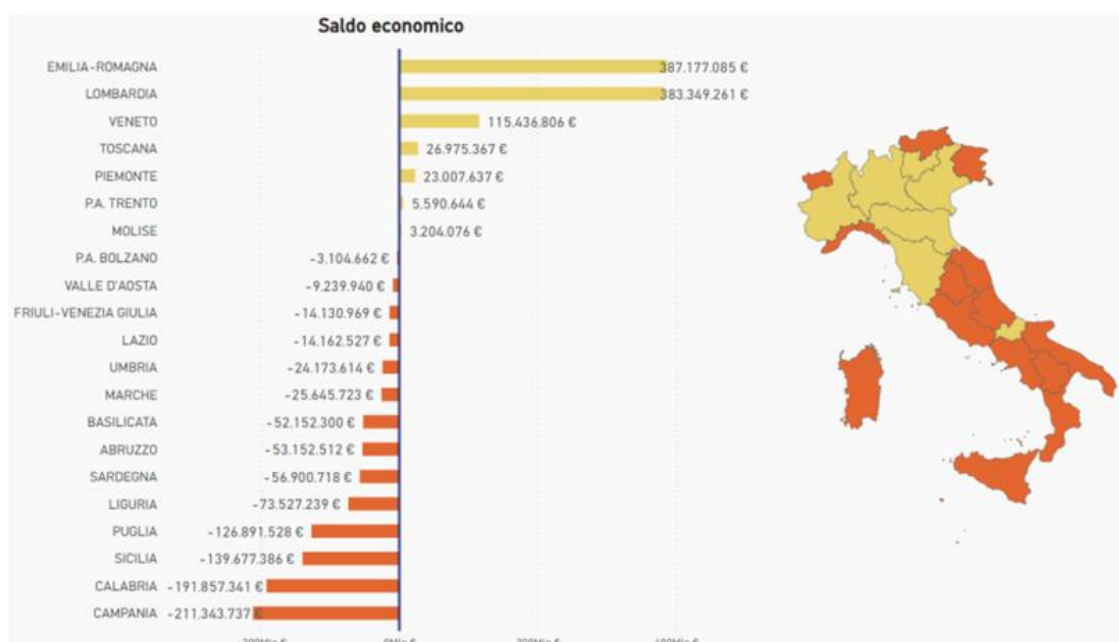 Saldo economico
EMILIA-ROMAGNA 387.177.085 €
LOMBARDIA 383.349.261 €
VENETO 115.436.806 €
TOSCANA 26.975.367 €
PIEMONTE 23.007.637 €
P.A. TRENTO 5.590.644 €
MOLISE 3.204.076 €
P.A. BOLZANO -3.104.662 €
VALLE D'AOSTA -9.239.940 €
FRIULI-VENEZIA GIULIA -14.130.969 €
LAZIO -14.162.527 €
UMBRIA -24.173.614 €
MARCHE -25.645.723 €
BASILICATA -52.152.300 €
ABRUZZO -53.152.512 €
SARDEGNA -56.900.718 €
LIGURIA -73.527.239 €
PUGLIA -126.891.528 €
SICILIA -139.677.386 €
CALABRIA -191.857.341 €
CAMPANIA -211.343.737 €